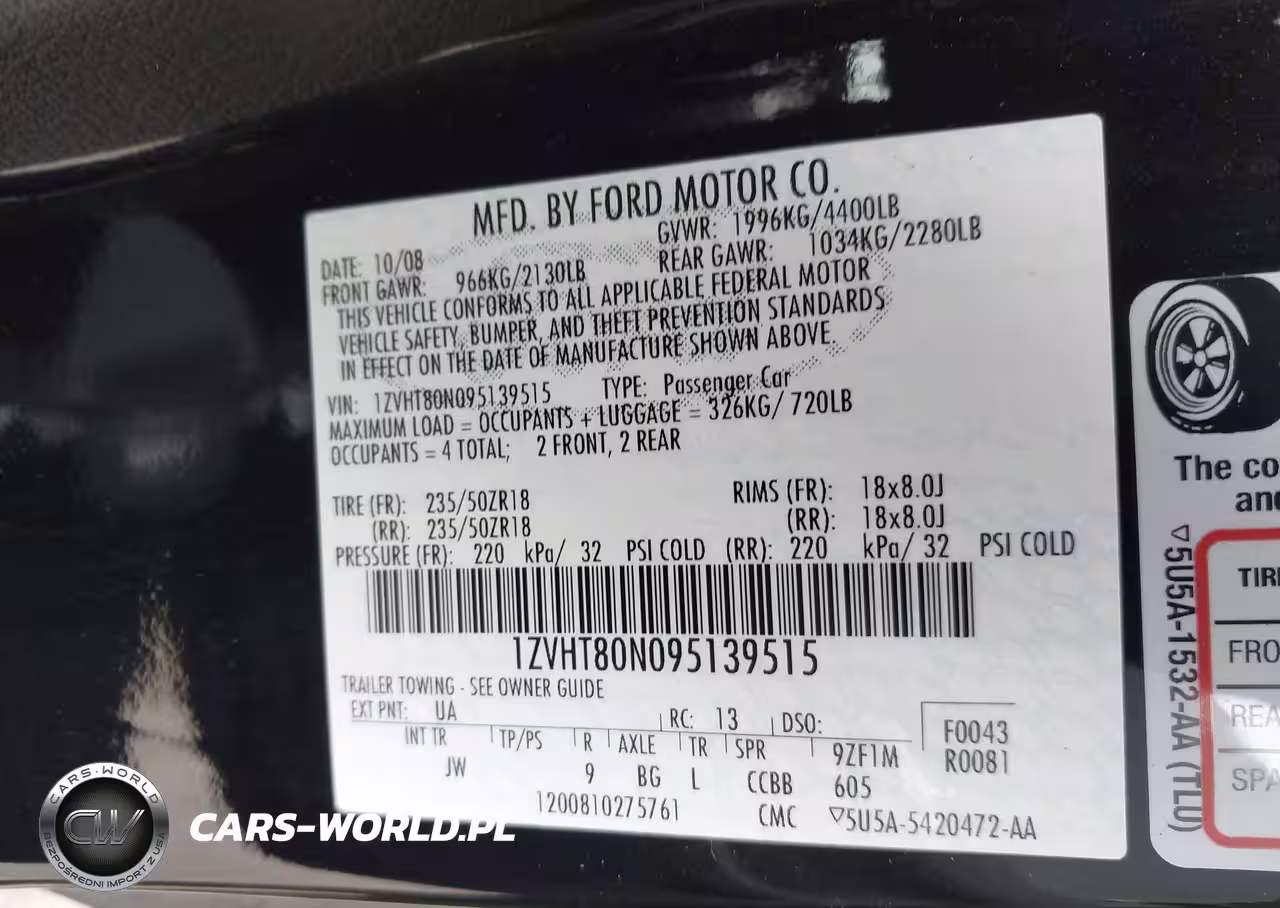 MFD. BY FORD MOTOR CO.
DATE: 10/08 GVWR: 1996KG/4400LB
FRONT GAWR: 966KG/2130LB REAR GAWR: 1034KG/2280LB
THIS VEHICLE CONFORMS TO ALL APPLICABLE FEDERAL MOTOR
VEHICLE SAFETY, BUMPER, AND THEFT PREVENTION STANDARDS
IN EFFECT ON THE DATE OF MANUFACTURE SHOWN ABOVE
VIN: 1ZVHT80N095139515 TYPE: Passenger Car
MAXIMUM LOAD = OCCUPANTS + LUGGAGE = 326KG/ 720LB
OCCUPANTS = 4 TOTAL; 2 FRONT, 2 REAR
TIRE (FR): 235/50ZR18 RIMS (FR): 18x8.0J
(RR): 235/50ZR18 (RR): 18x8.0J
PRESSURE (FR): 220 kPa/ 32 PSI COLD (RR): 220 kPa/ 32 PSI COLD
1ZVHT80N095139515
TRAILER TOWING - SEE OWNER GUIDE
EXT PNT: UA RC: 13 DSO: F0043
INT TR TP/PS R AXLE TR SPR 9ZF1M R0081
JW 9 BG L CCBB 605
1200810275761 CMC ▽5U5A-5420472-AA
The co
and
▽5U5A-1532-AA (TLU)
TIRE
FRO
REA
SPA
CARS-WORLD
CW
BEZPOŚREDNI IMPORT Z USA
CARS-WORLD.PL